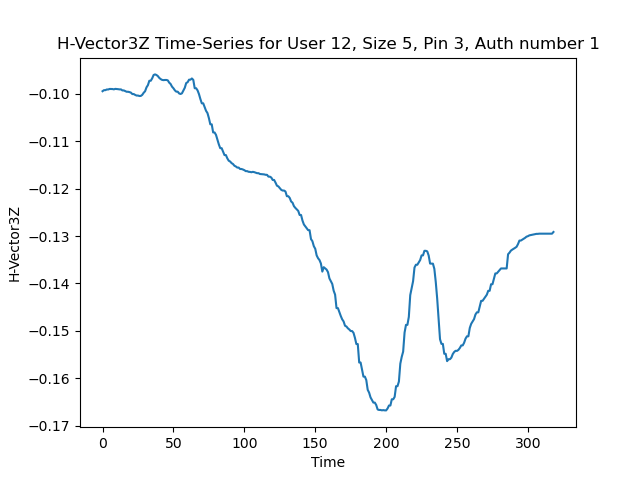 H-Vector3Z Time-Series for User 12, Size 5, Pin 3, Auth number 1
−0.10
−0.11
−0.12
−0.13
−0.14
−0.15
−0.16
−0.17
H-Vector3Z
0 50 100 150 200 250 300
Time